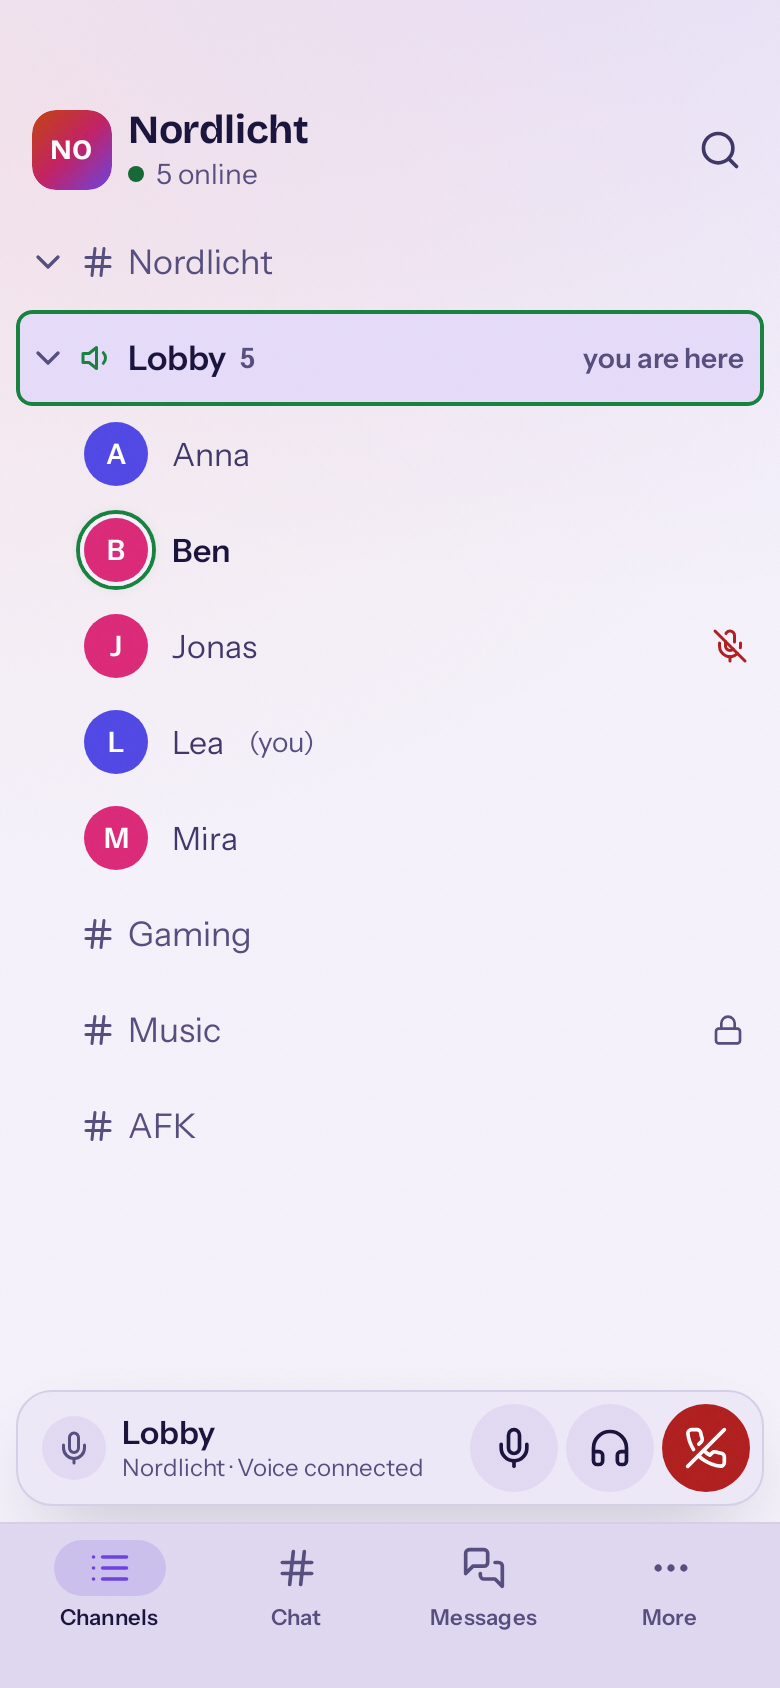 NO
Nordlicht
5 online
# Nordlicht
Lobby 5 you are here
A Anna
B Ben
J Jonas
L Lea (you)
M Mira
# Gaming
# Music
# AFK
Lobby
Nordlicht · Voice connected
Channels Chat Messages More